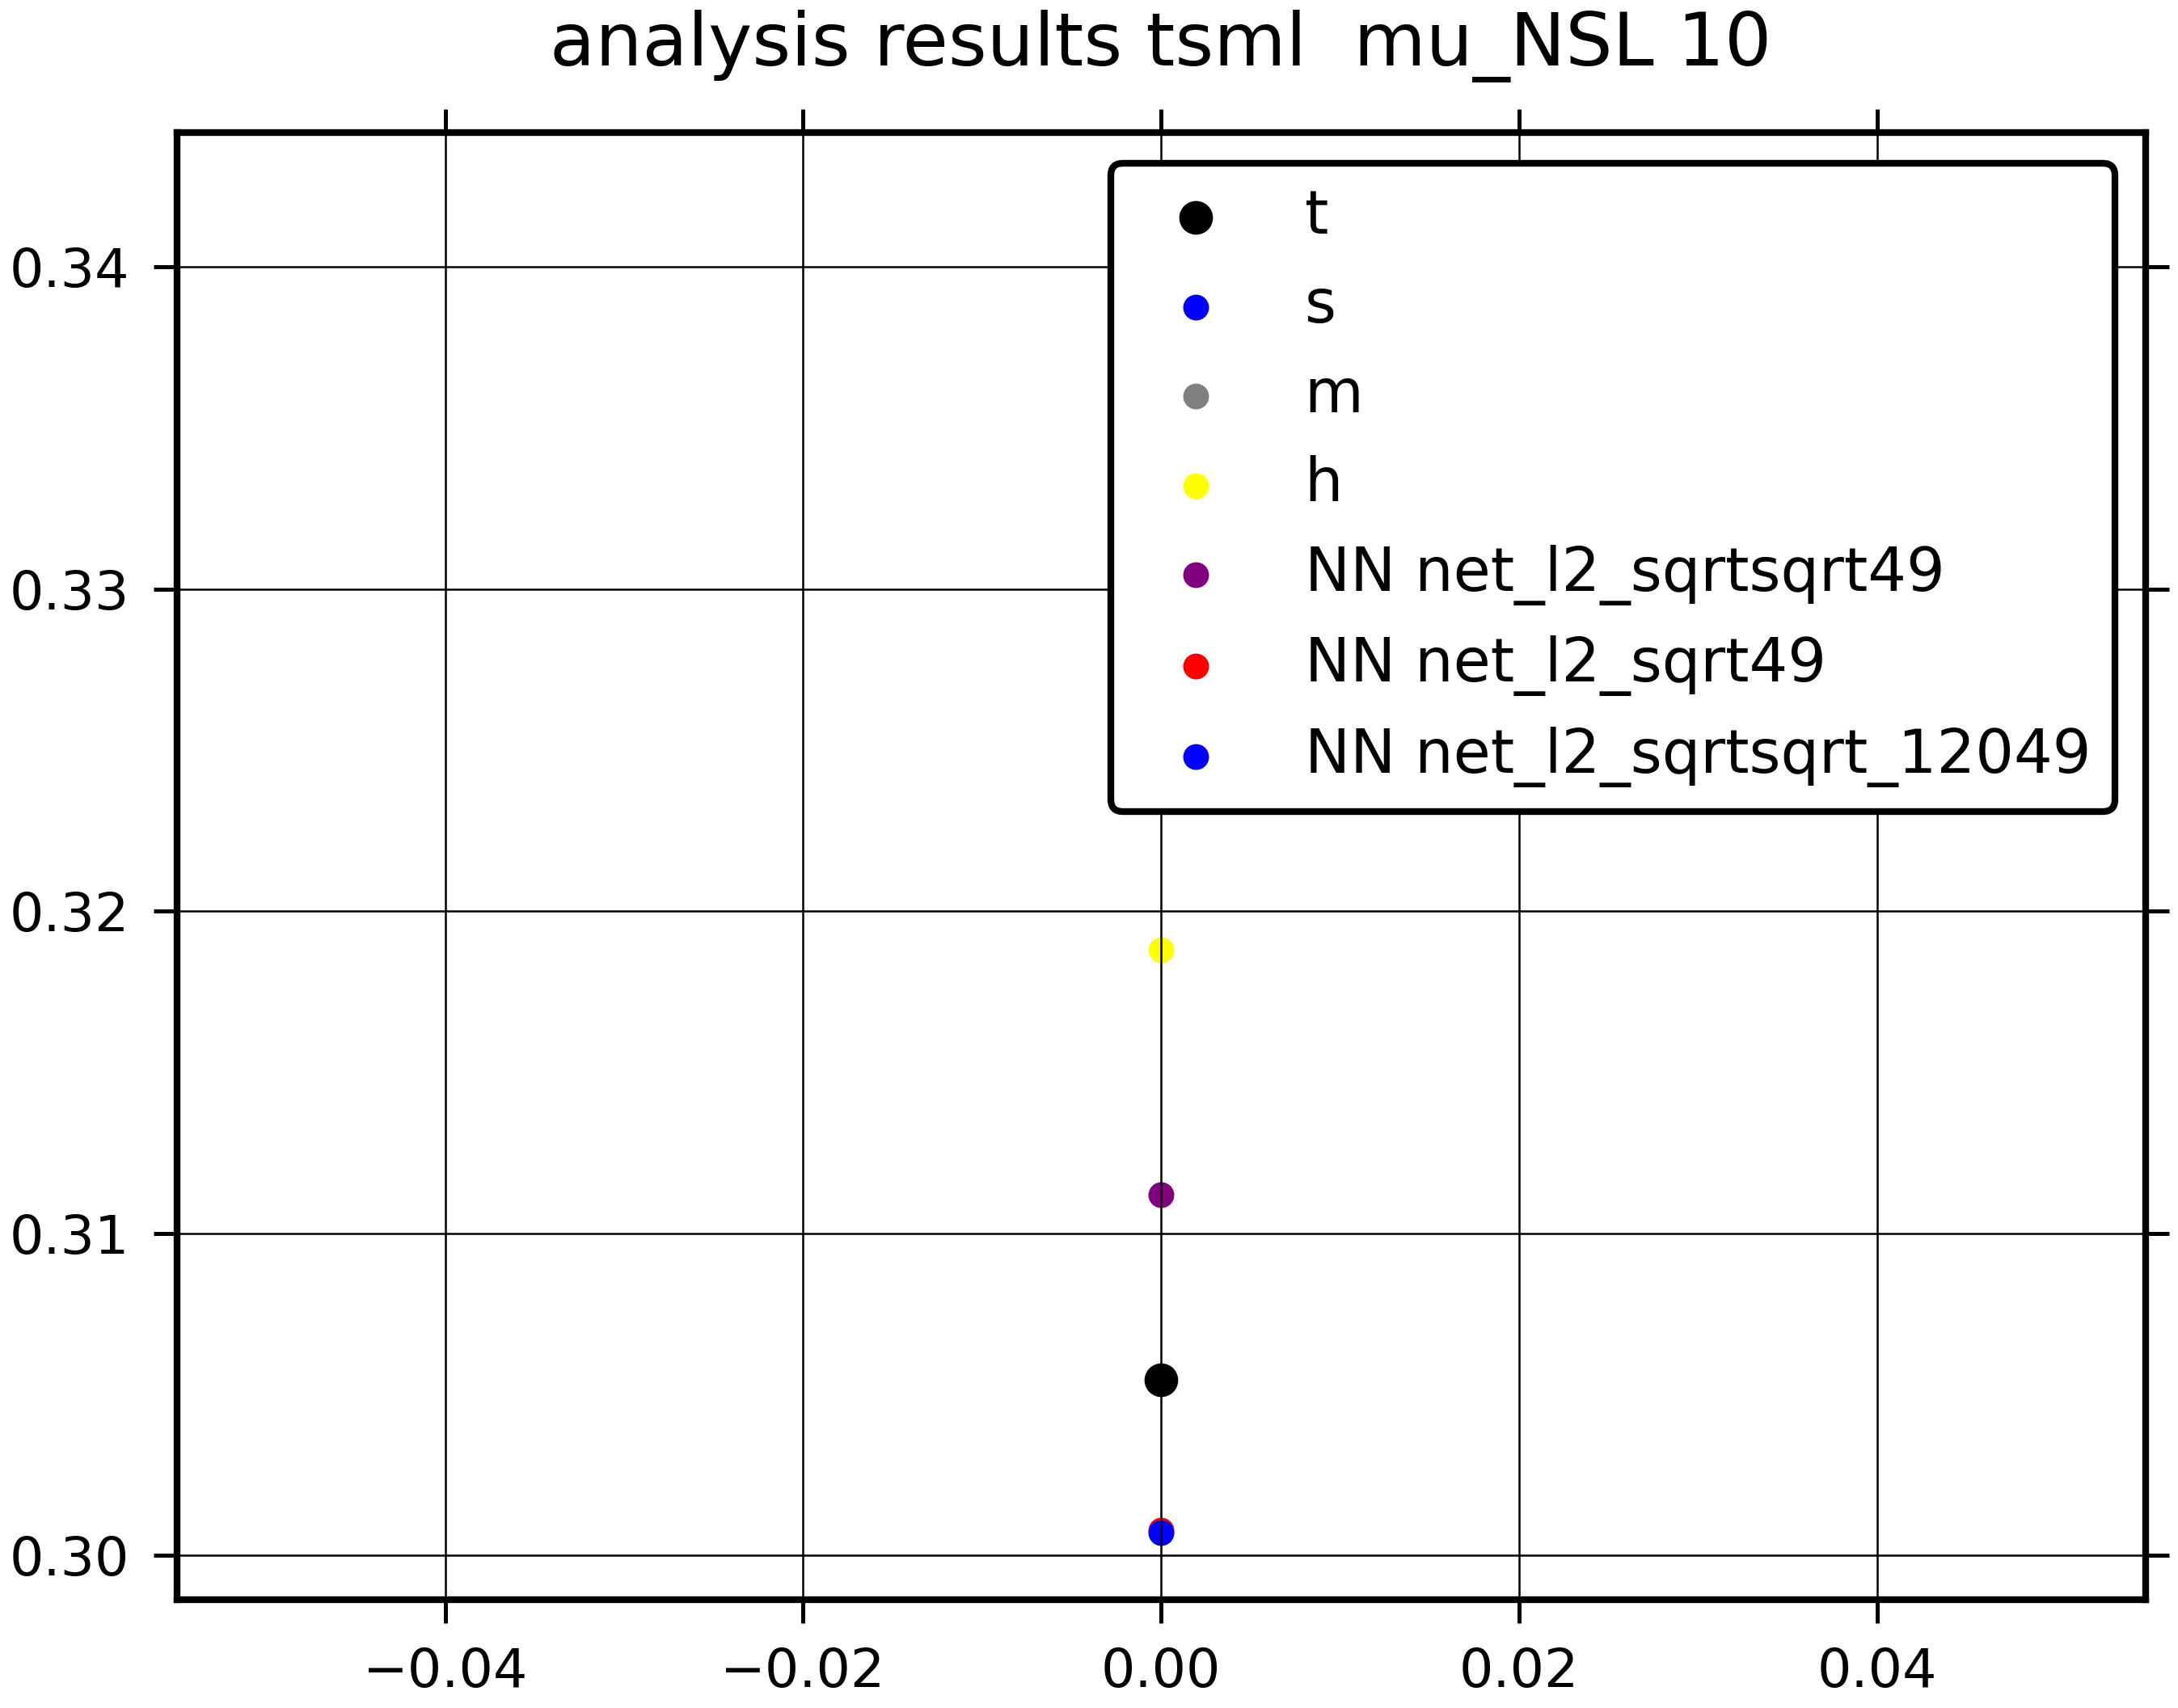 analysis results tsml  mu_NSL 10
t
s
m
h
NN net_l2_sqrtsqrt49
NN net_l2_sqrt49
NN net_l2_sqrtsqrt_12049
0.34
0.33
0.32
0.31
0.30
−0.04 −0.02 0.00 0.02 0.04